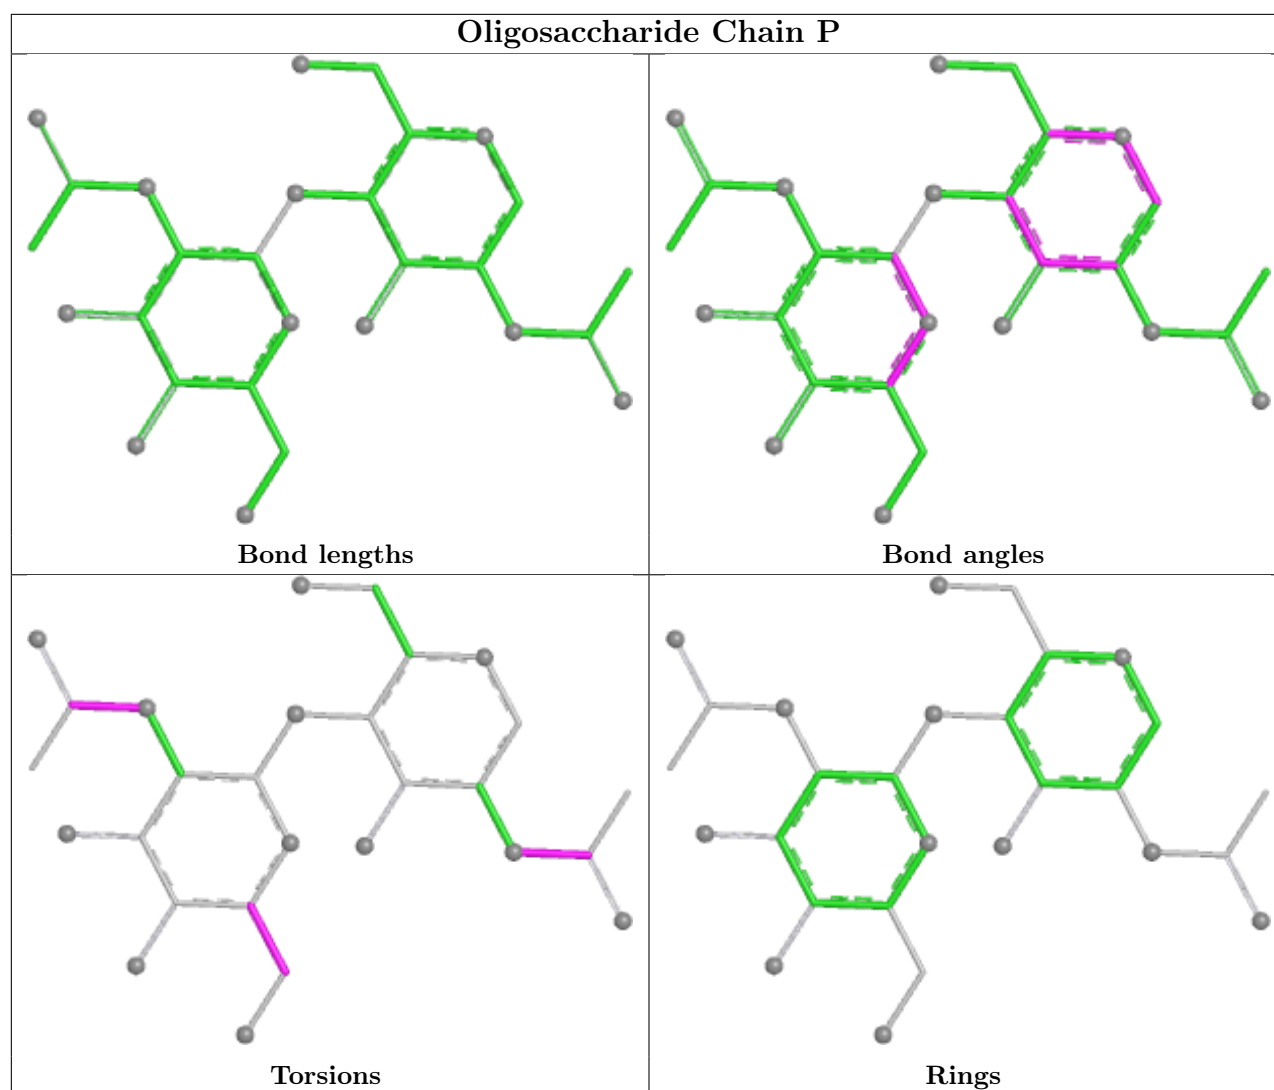 Oligosaccharide Chain P
Bond lengths
Bond angles
Torsions
Rings